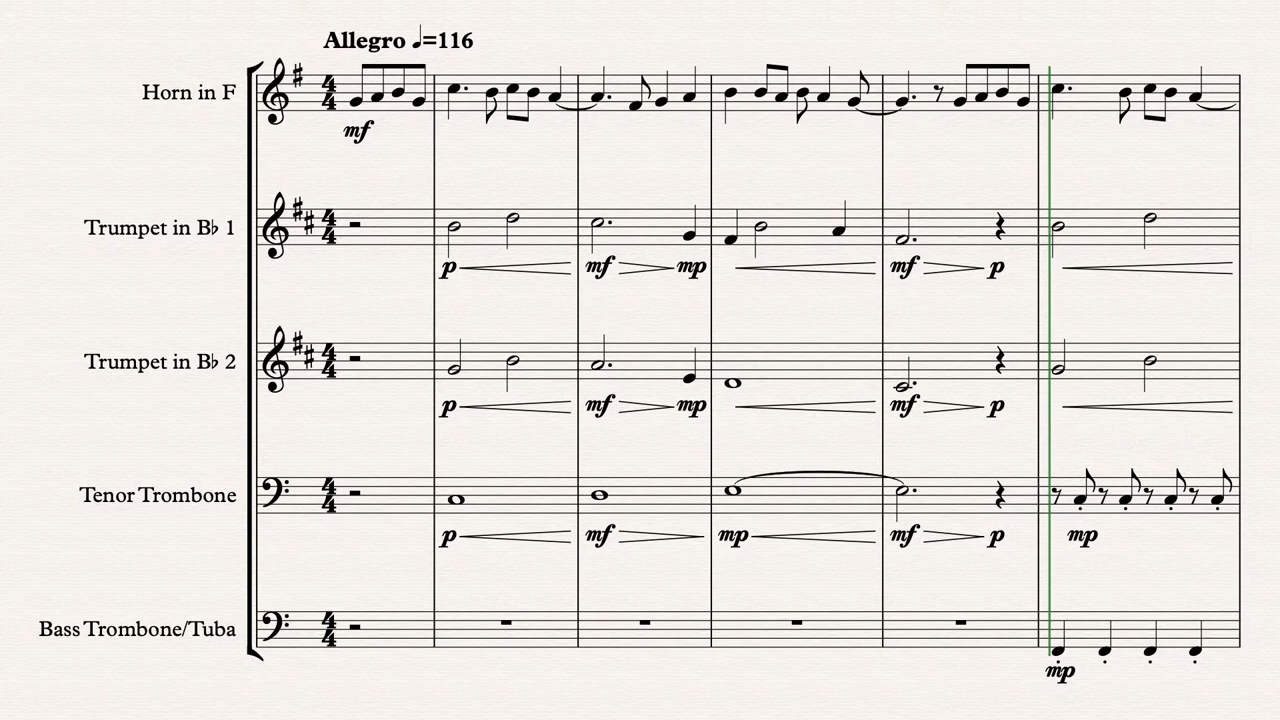 Allegro ♩=116
Horn in F
mf
Trumpet in B♭ 1
p mf mp mf p
Trumpet in B♭ 2
p mf mp mf p
Tenor Trombone
p mf mp mf p mp
Bass Trombone/Tuba
mp